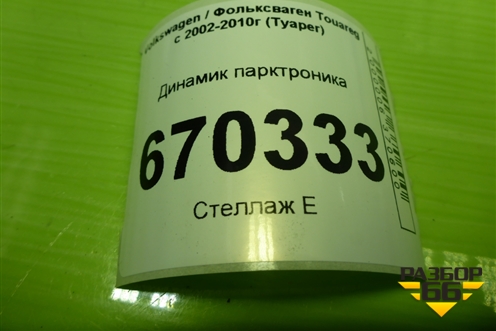 Volkswagen / Фольксваген Touareg
с 2002-2010г (Туарег)
Динамик парктроника
670333
Стеллаж Е
РАЗБОР
66